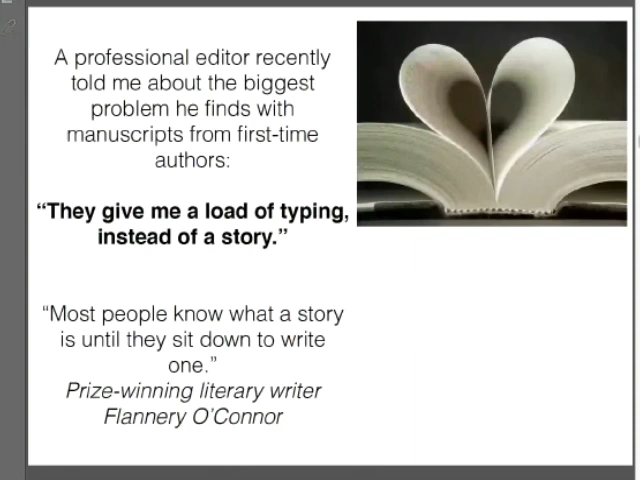 A professional editor recently
told me about the biggest
problem he finds with
manuscripts from first-time
authors:
“They give me a load of typing,
instead of a story.”
“Most people know what a story
is until they sit down to write
one.”
Prize-winning literary writer
Flannery O’Connor